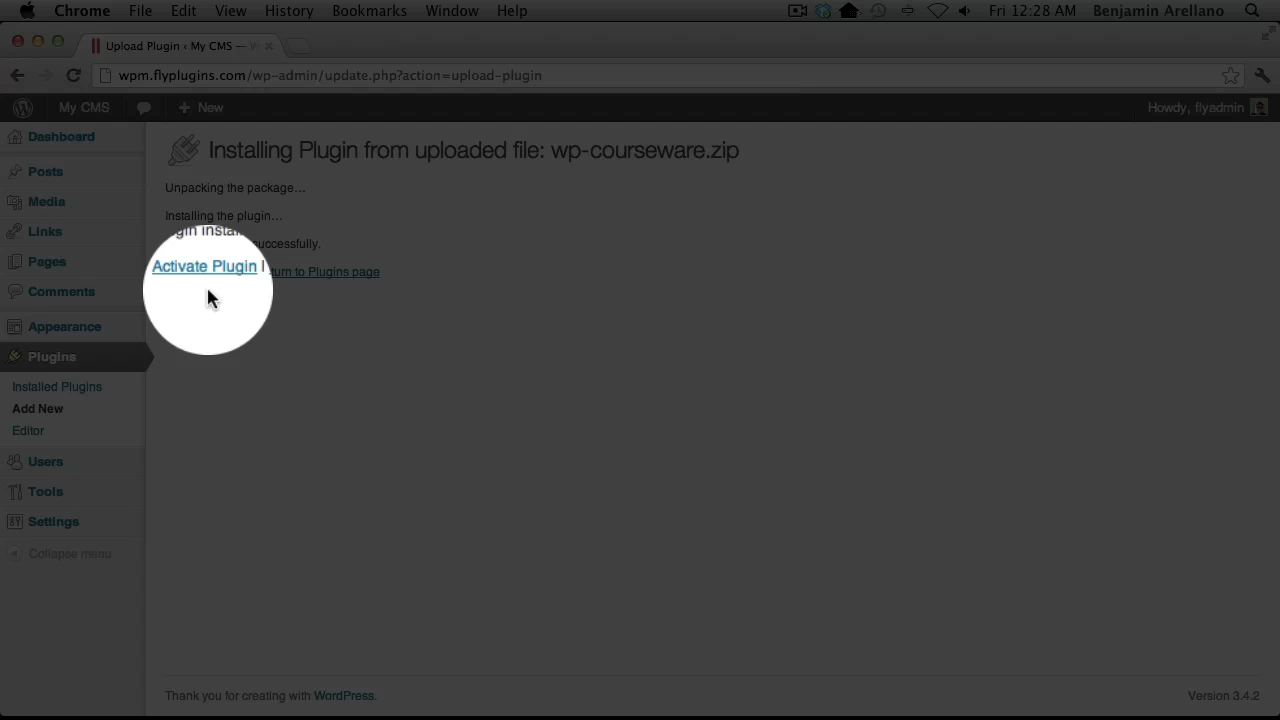 Chrome File Edit View History Bookmarks Window Help Fri 12:28 AM Benjamin Arellano
Upload Plugin ‹ My CMS —
wpm.flyplugins.com/wp-admin/update.php?action=upload-plugin
My CMS + New Howdy, flyadmin
Dashboard
Posts
Media
Links
Pages
Comments
Appearance
Plugins
Installed Plugins
Add New
Editor
Users
Tools
Settings
Collapse menu
Installing Plugin from uploaded file: wp-courseware.zip
Unpacking the package…
Installing the plugin…
successfully.
Activate Plugin | to Plugins page
Thank you for creating with WordPress. Version 3.4.2